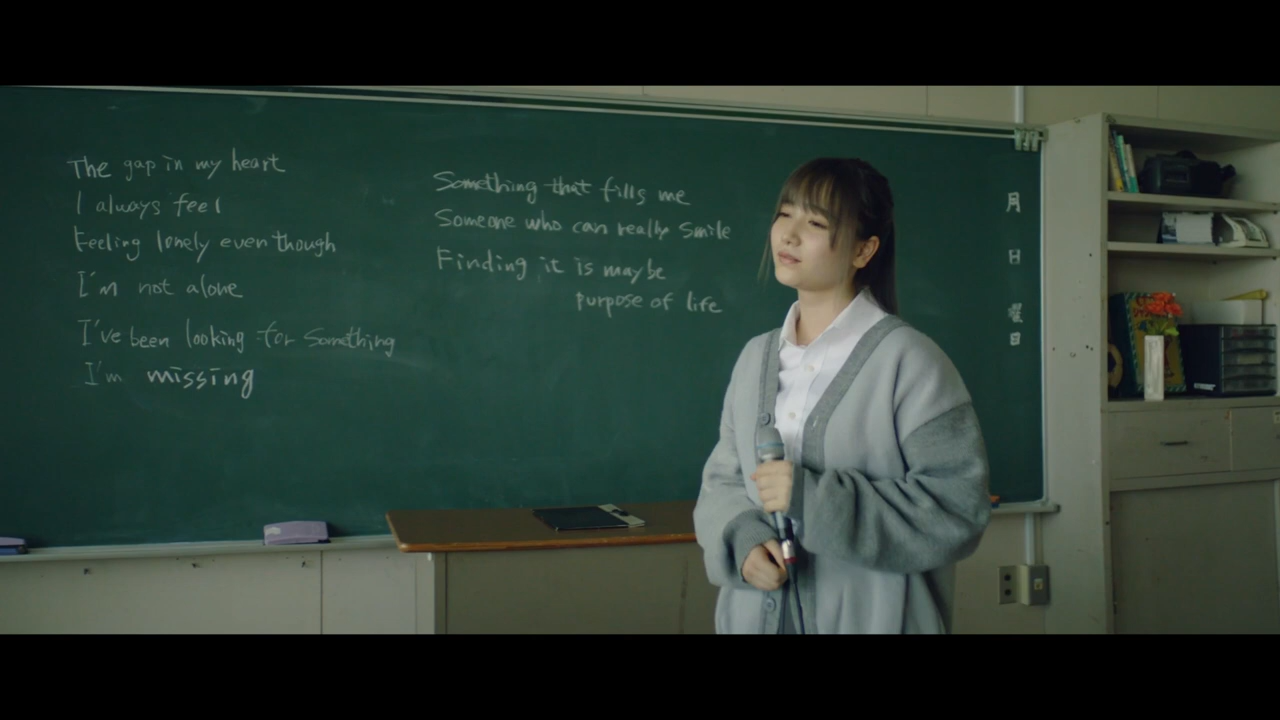 The gap in my heart
I always feel
Feeling lonely even though
I'm not alone
I've been looking for Something
I'm missing
Something that fills me
Someone who can really smile
Finding it is maybe
purpose of life
月
日
曜
日